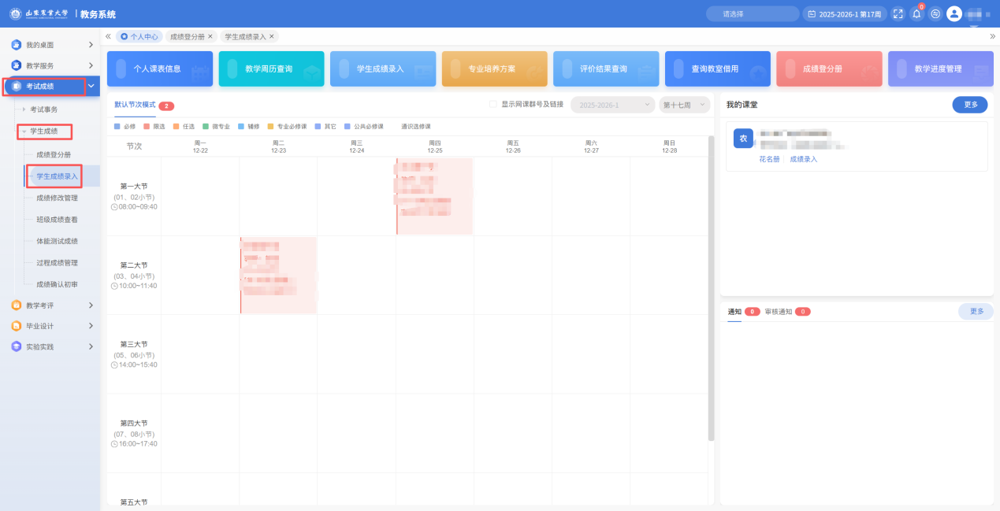 山东农业大学 教务系统
请选择
2025-2026-1 第17周
0
我的桌面
教学服务
考试成绩
考试事务
学生成绩
成绩登分册
学生成绩录入
成绩修改管理
班级成绩查看
体能测试成绩
过程成绩管理
成绩确认初审
教学考评
毕业设计
实验实践
个人中心 成绩登分册 × 学生成绩录入 ×
个人课表信息 教学周历查询 学生成绩录入 专业培养方案 评价结果查询 查询教室借用 成绩登分册 教学进度管理
默认节次模式 2 显示网课群号及链接 2025-2026-1 第十七周
必修 限选 任选 微专业 辅修 专业必修课 其它 公共必修课 通识选修课
节次 周一 周二 周三 周四 周五 周六 周日
12-22 12-23 12-24 12-25 12-26 12-27 12-28
第一大节
(01、02小节)
08:00~09:40
第二大节
(03、04小节)
10:00~11:40
第三大节
(05、06小节)
14:00~15:40
第四大节
(07、08小节)
16:00~17:40
第五大节
我的课堂 更多
农
花名册 成绩录入
通知 0 审核通知 0 更多